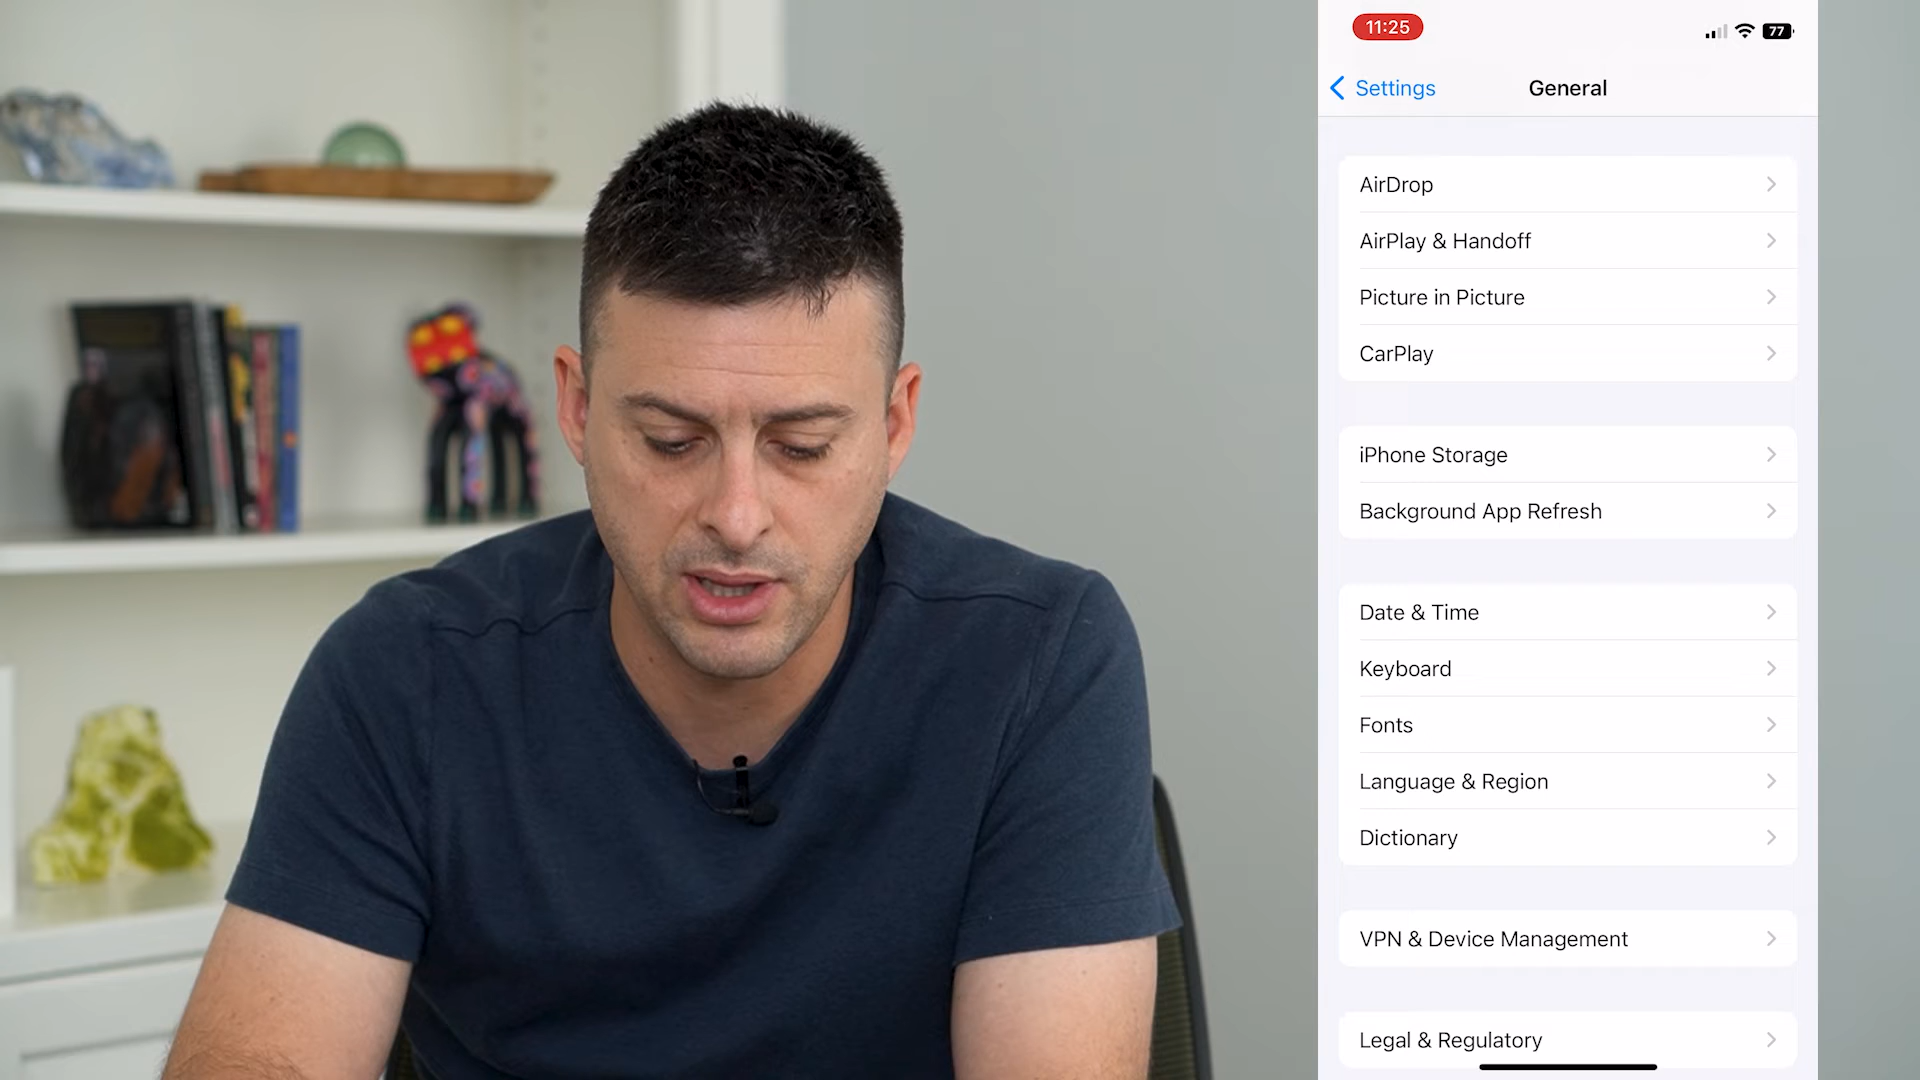 11:25
77
Settings
General
AirDrop
AirPlay & Handoff
Picture in Picture
CarPlay
iPhone Storage
Background App Refresh
Date & Time
Keyboard
Fonts
Language & Region
Dictionary
VPN & Device Management
Legal & Regulatory